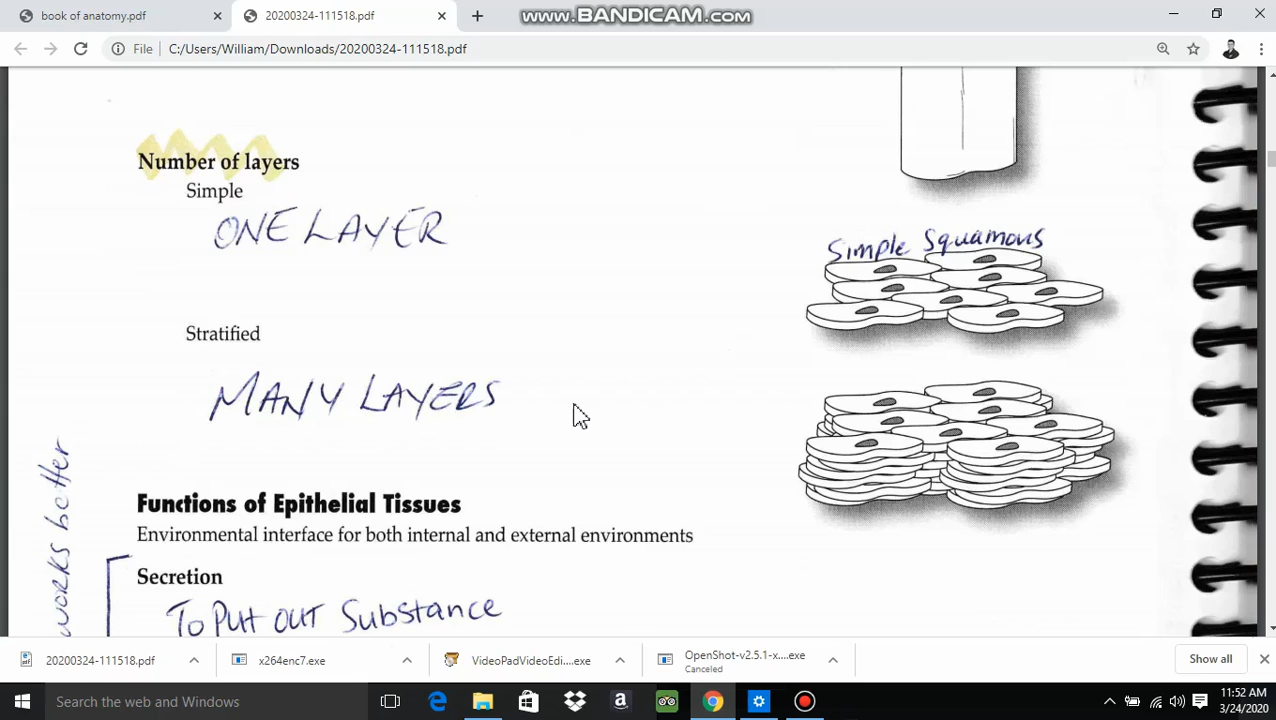 book of anatomy.pdf
20200324-111518.pdf
www.BANDICAM.com
File
C:/Users/William/Downloads/20200324-111518.pdf
Number of layers
Simple
ONE LAYER
Simple Squamous
Stratified
MANY LAYERS
works better
Functions of Epithelial Tissues
Environmental interface for both internal and external environments
Secretion
To Put out Substance
20200324-111518.pdf
x264enc7.exe
VideoPadVideoEdi....exe
OpenShot-v2.5.1-x....exe
Canceled
Show all
Search the web and Windows
11:52 AM
3/24/2020